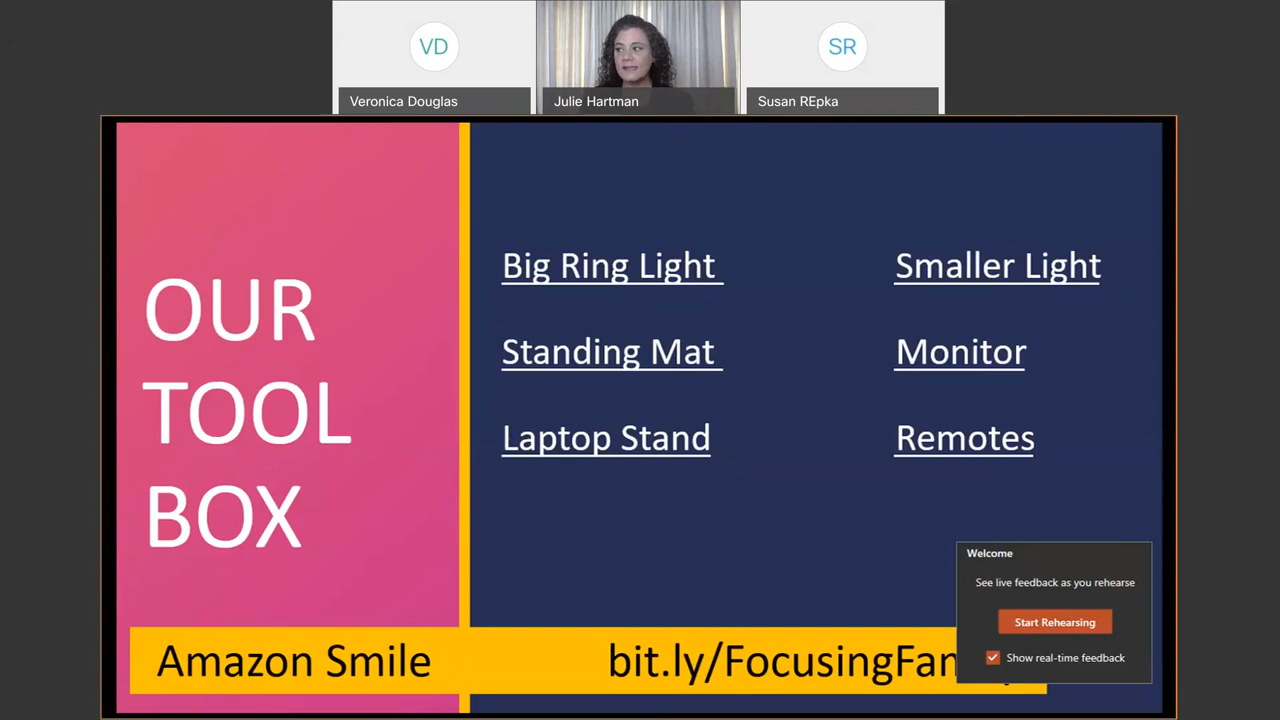 VD
SR
Veronica Douglas
Julie Hartman
Susan REpka
OUR
TOOL
BOX
Big Ring Light
Smaller Light
Standing Mat
Monitor
Laptop Stand
Remotes
Welcome
See live feedback as you rehearse
Start Rehearsing
Show real-time feedback
Amazon Smile